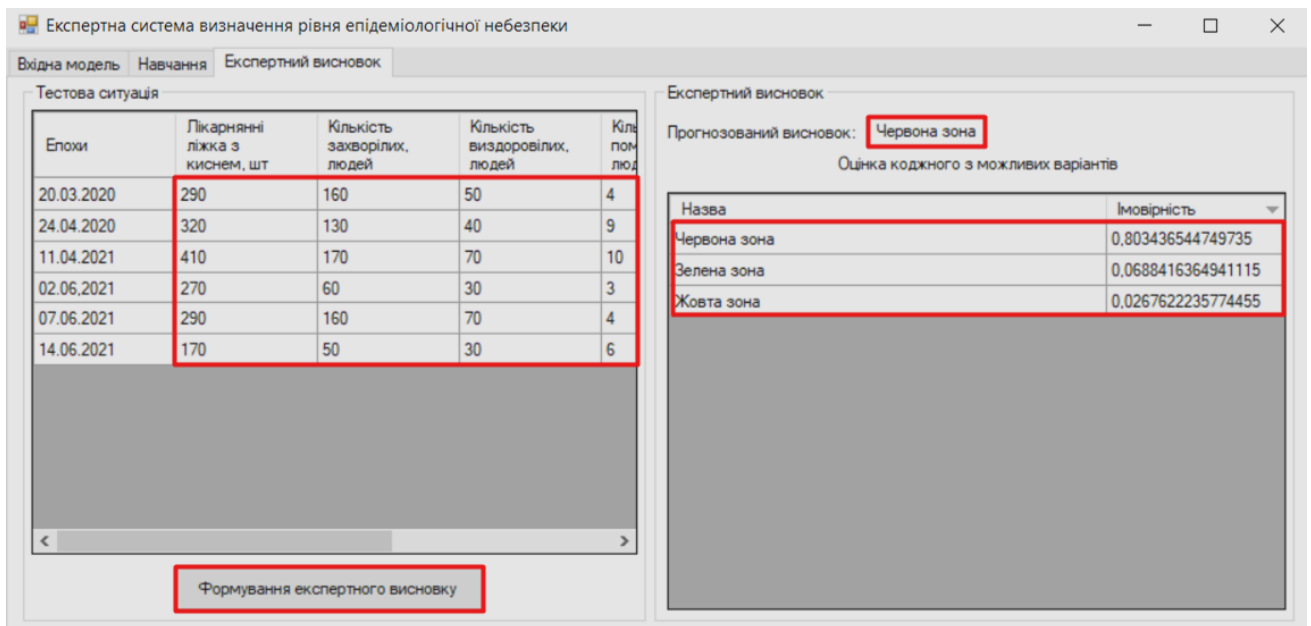 Експертна система визначення рівня епідеміологічної небезпеки
Вхідна модель Навчання Експертний висновок
Тестова ситуація
Епохи
Лікарнянні
ліжка з
киснем, шт
Кількість
захворілих,
людей
Кількість
виздоровілих,
людей
Кіль
пом
люд
20.03.2020 290 160 50 4
24.04.2020 320 130 40 9
11.04.2021 410 170 70 10
02.06,2021 270 60 30 3
07.06.2021 290 160 70 4
14.06.2021 170 50 30 6
Формування експертного висновку
Експертний висновок
Прогнозований висновок: Червона зона
Оцінка коджного з можливих варіантів
Назва Імовірність
Червона зона 0,803436544749735
Зелена зона 0,0688416364941115
Жовта зона 0,0267622235774455